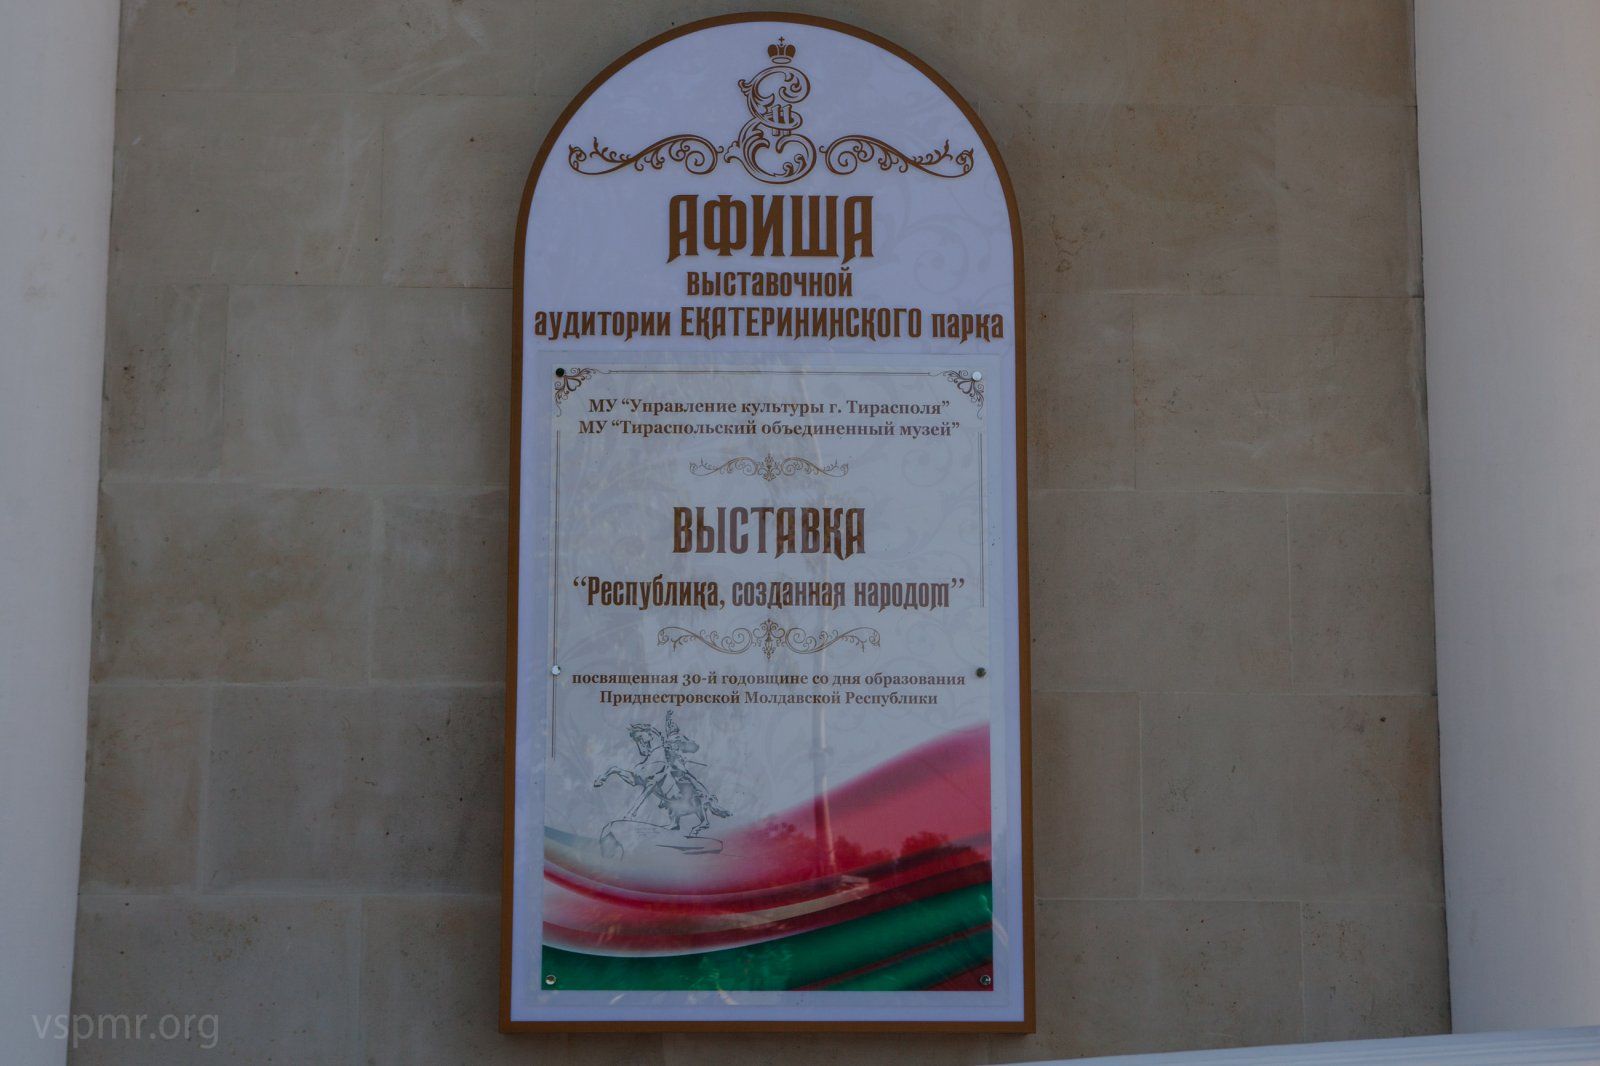 АФИША
выставочной
аудитории ЕКАТЕРИНИНСКОГО парка
МУ “Управление культуры г. Тирасполя”
МУ “Тираспольский объединенный музей”
ВЫСТАВКА
“Республика, созданная народом”
посвященная 30-й годовщине со дня образования
Приднестровской Молдавской Республики
vspmr.org